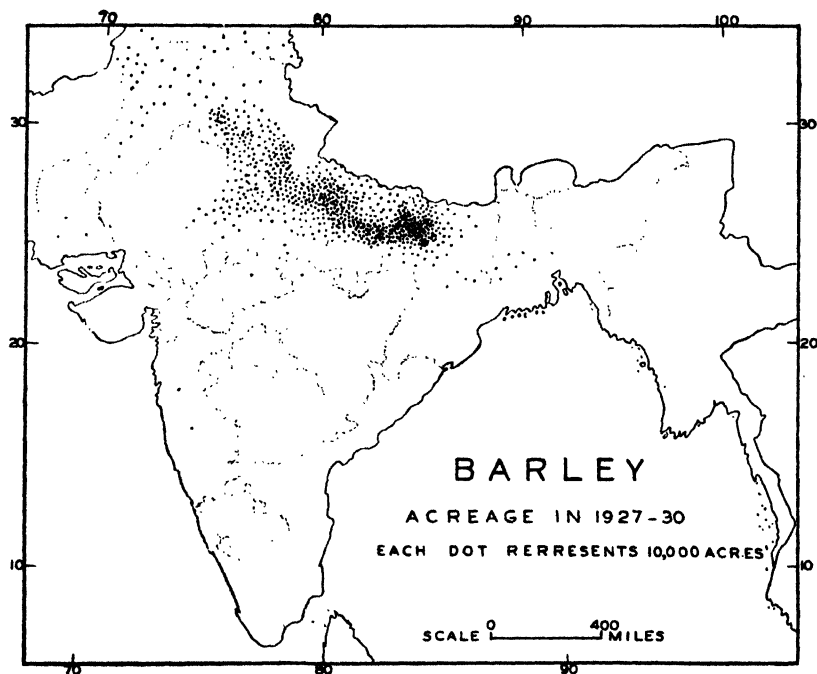 70 80 90 100
30 30
20 20
BARLEY
ACREAGE IN 1927-30
EACH DOT RERRESENTS 10,000 ACRES
10 10
0 400
SCALE MILES
70 80 90